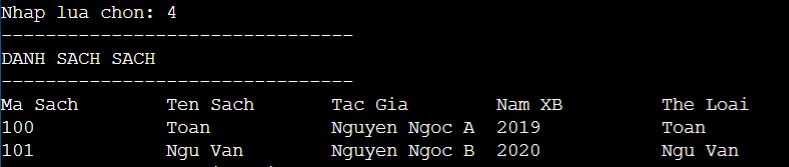 Nhap lua chon: 4
--------------------------------
DANH SACH SACH
--------------------------------
Ma Sach Ten Sach Tac Gia Nam XB The Loai
100 Toan Nguyen Ngoc A 2019 Toan
101 Ngu Van Nguyen Ngoc B 2020 Ngu Van